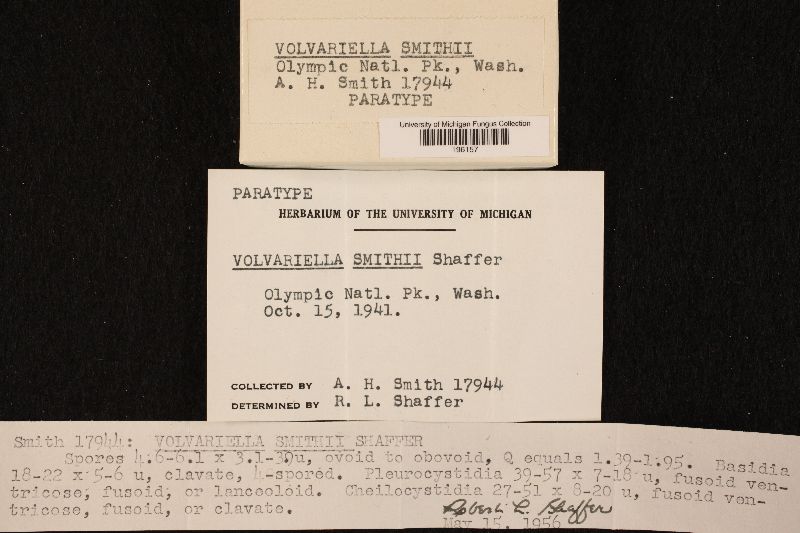 VOLVARIELLA SMITHII
Olympic Natl. Pk., Wash.
A. H. Smith 17944
PARATYPE
University of Michigan Fungus Collection
196157
PARATYPE
HERBARIUM OF THE UNIVERSITY OF MICHIGAN
VOLVARIELLA SMITHII Shaffer
Olympic Natl. Pk., Wash.
Oct. 15, 1941.
COLLECTED BY A. H. Smith 17944
DETERMINED BY R. L. Shaffer
Smith 17944: VOLVARIELLA SMITHII SHAFFER
Spores 4.6-6.1 x 3.1- u, ovoid to obovoid, Q equals 1.39-1.95. Basidia
18-22 x 5-6 u, clavate, 4-spored. Pleurocystidia 39-57 x 7-18 u, fusoid ven-
tricose, fusoid, or lanceoloid. Cheilocystidia 27-51 x 8-20 u, fusoid ven-
tricose, fusoid, or clavate. Robert L. Shaffer
May 15, 1956